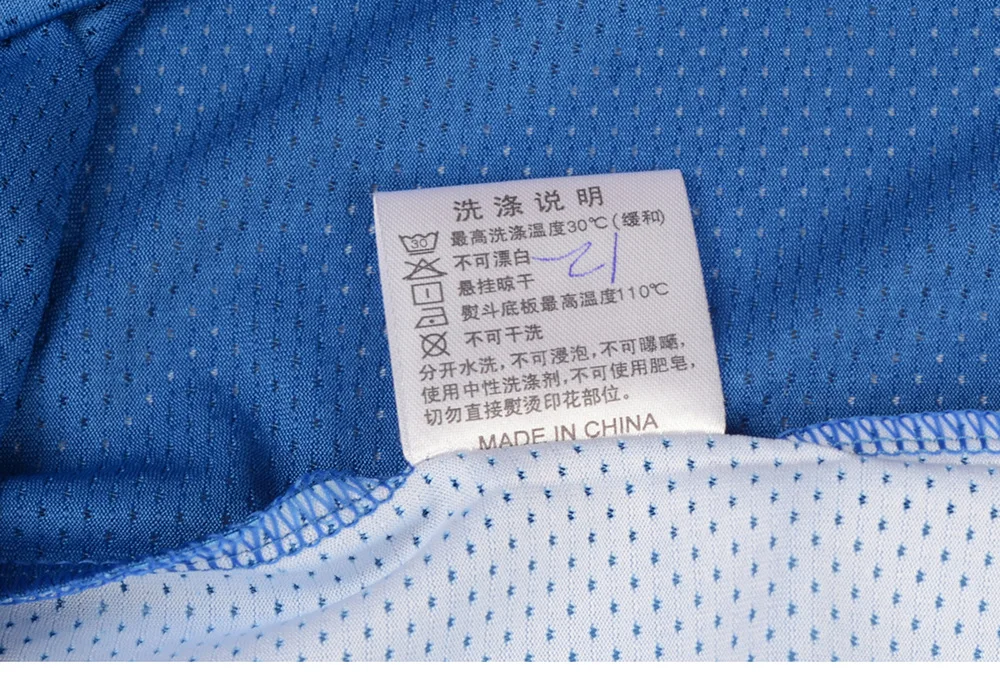 洗涤说明
30 最高洗涤温度30℃(缓和)
不可漂白
悬挂晾干
熨斗底板最高温度110℃
不可干洗
分开水洗,不可浸泡,不可曝晒,
使用中性洗涤剂,不可使用肥皂,
切勿直接熨烫印花部位。
MADE IN CHINA